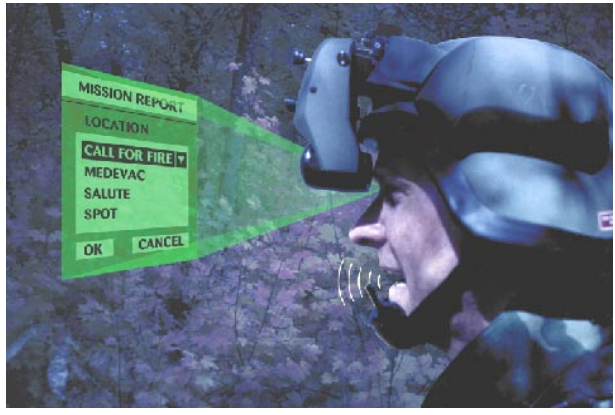 MISSION REPORT
LOCATION
CALL FOR FIRE
MEDEVAC
SALUTE
SPOT
OK CANCEL